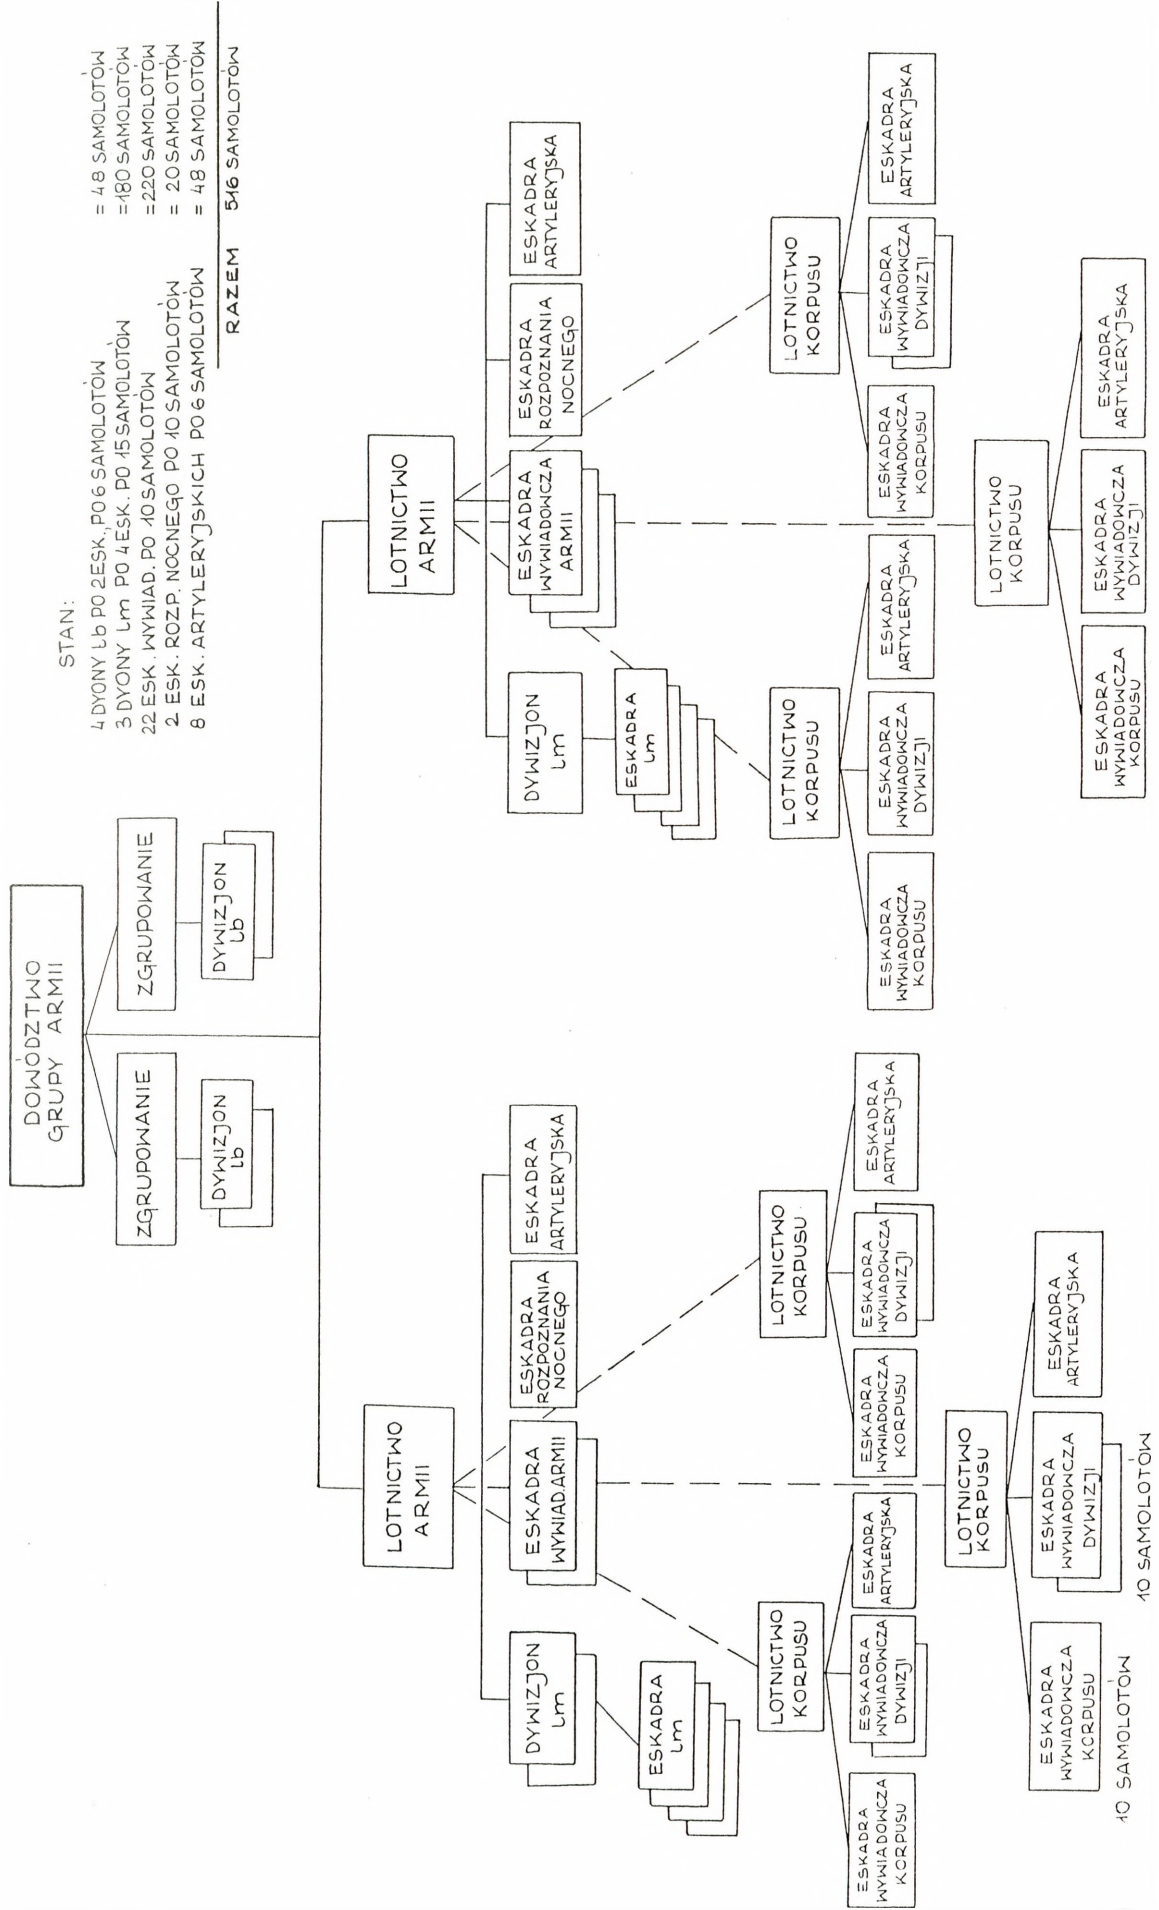 DOWÓDZTWO
GRUPY ARMII
STAN:
4 DYONY Lb PO 2 ESK., PO 6 SAMOLOTÓW = 48 SAMOLOTÓW
3 DYONY Lm PO 4 ESK. PO 15 SAMOLOTÓW = 180 SAMOLOTÓW
22 ESK. WYWIAD. PO 10 SAMOLOTÓW = 220 SAMOLOTÓW
2 ESK. ROZP. NOCNEGO PO 10 SAMOLOTÓW = 20 SAMOLOTÓW
8 ESK. ARTYLERYJSKICH PO 6 SAMOLOTÓW = 48 SAMOLOTÓW
RAZEM 516 SAMOLOTÓW
ZGRUPOWANIE
DYWIZJON
Lb
ZGRUPOWANIE
DYWIZJON
Lb
LOTNICTWO
ARMII
DYWIZJON
Lm
ESKADRA
Lm
ESKADRA
WYWIAD.ARMII
ESKADRA
ROZPOZNANIA
NOCNEGO
ESKADRA
ARTYLERYJSKA
LOTNICTWO
KORPUSU
ESKADRA
WYWIADOWCZA
KORPUSU
ESKADRA
WYWIADOWCZA
DYWIZJI
ESKADRA
ARTYLERYJSKA
LOTNICTWO
KORPUSU
ESKADRA
WYWIADOWCZA
KORPUSU
ESKADRA
WYWIADOWCZA
DYWIZJI
ESKADRA
ARTYLERYJSKA
LOTNICTWO
KORPUSU
ESKADRA
WYWIADOWCZA
KORPUSU
10 SAMOLOTÓW
ESKADRA
WYWIADOWCZA
DYWIZJI
10 SAMOLOTÓW
ESKADRA
ARTYLERYJSKA
LOTNICTWO
ARMII
DYWIZJON
Lm
ESKADRA
Lm
ESKADRA
WYWIADOWCZA
ARMII
ESKADRA
ROZPOZNANIA
NOCNEGO
ESKADRA
ARTYLERYJSKA
LOTNICTWO
KORPUSU
ESKADRA
WYWIADOWCZA
KORPUSU
ESKADRA
WYWIADOWCZA
DYWIZJI
ESKADRA
ARTYLERYJSKA
LOTNICTWO
KORPUSU
ESKADRA
WYWIADOWCZA
KORPUSU
ESKADRA
WYWIADOWCZA
DYWIZJI
ESKADRA
ARTYLERYJSKA
LOTNICTWO
KORPUSU
ESKADRA
WYWIADOWCZA
KORPUSU
ESKADRA
WYWIADOWCZA
DYWIZJI
ESKADRA
ARTYLERYJSKA